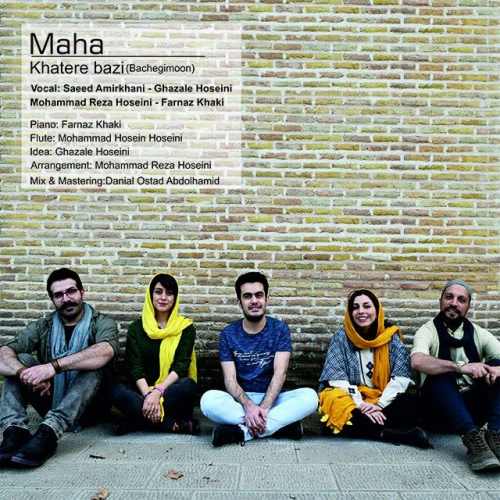 Maha
Khatere bazi(Bachegimoon)
Vocal: Saeed Amirkhani - Ghazale Hoseini
Mohammad Reza Hoseini - Farnaz Khaki
Piano: Farnaz Khaki
Flute: Mohammad Hosein Hoseini
Idea: Ghazale Hoseini
Arrangement: Mohammad Reza Hoseini
Mix & Mastering:Danial Ostad Abdolhamid